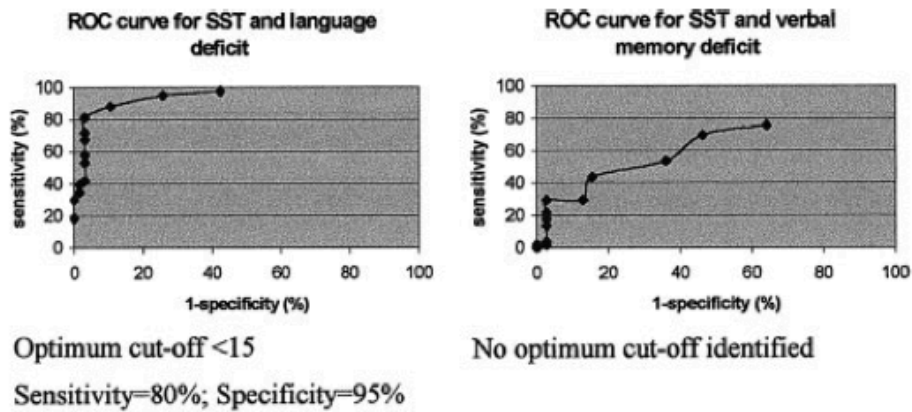 ROC curve for SST and language
deficit
100
80
60
40
20
0
sensitivity (%)
0 20 40 60 80 100
1-specificity (%)
Optimum cut-off <15
Sensitivity=80%; Specificity=95%
ROC curve for SST and verbal
memory deficit
100
80
60
40
20
0
sensitivity (%)
0 20 40 60 80 100
1-specificity (%)
No optimum cut-off identified